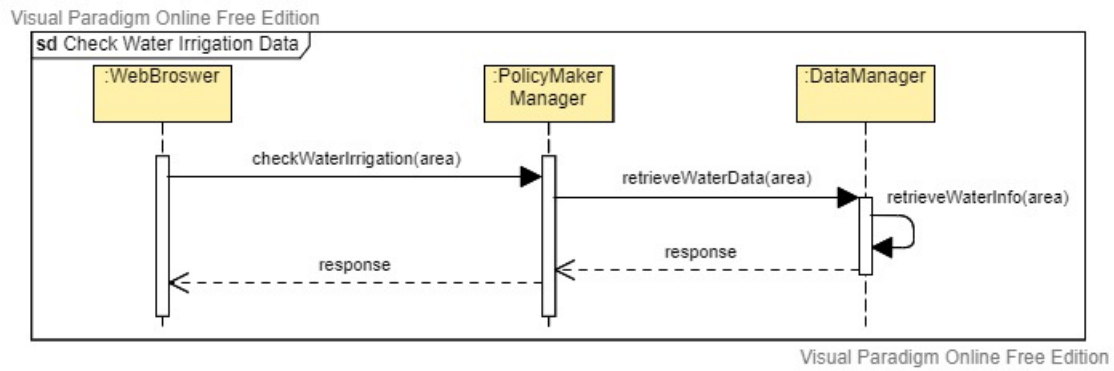 Visual Paradigm Online Free Edition
sd Check Water Irrigation Data
:WebBroswer
:PolicyMaker
Manager
:DataManager
checkWaterIrrigation(area)
retrieveWaterData(area)
retrieveWaterInfo(area)
response
response
Visual Paradigm Online Free Edition